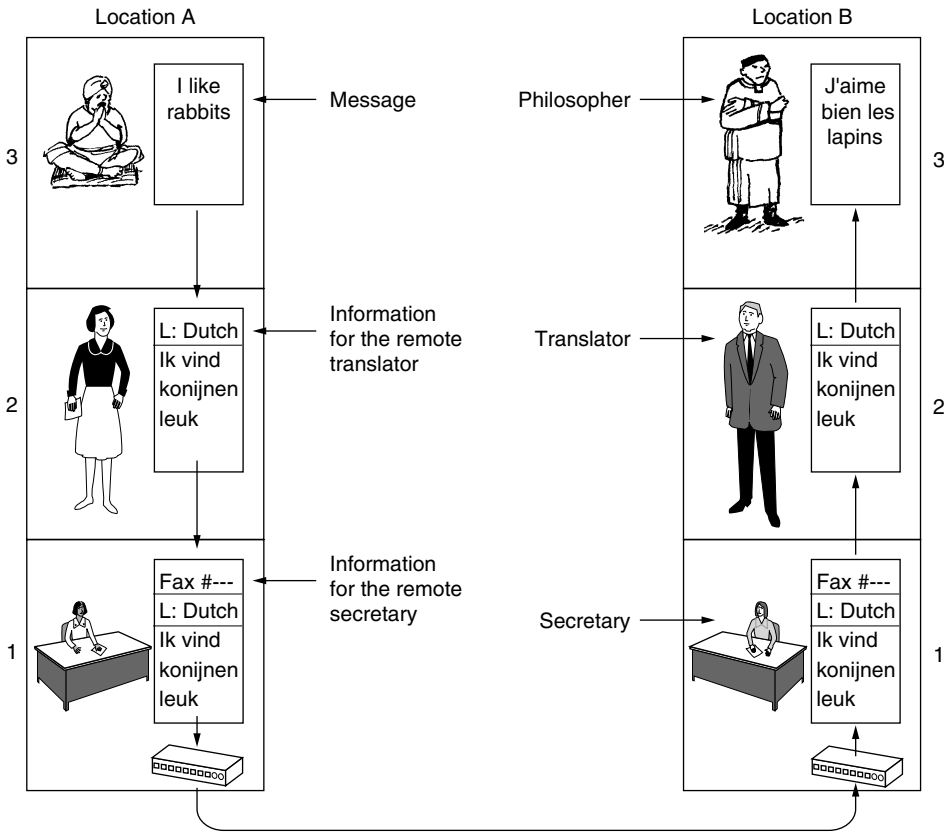 Location A
Location B
3
I like
rabbits
Message
Philosopher
J'aime
bien les
lapins
3
2
L: Dutch
Ik vind
konijnen
leuk
Information
for the remote
translator
Translator
L: Dutch
Ik vind
konijnen
leuk
2
1
Fax #---
L: Dutch
Ik vind
konijnen
leuk
Information
for the remote
secretary
Secretary
Fax #---
L: Dutch
Ik vind
konijnen
leuk
1